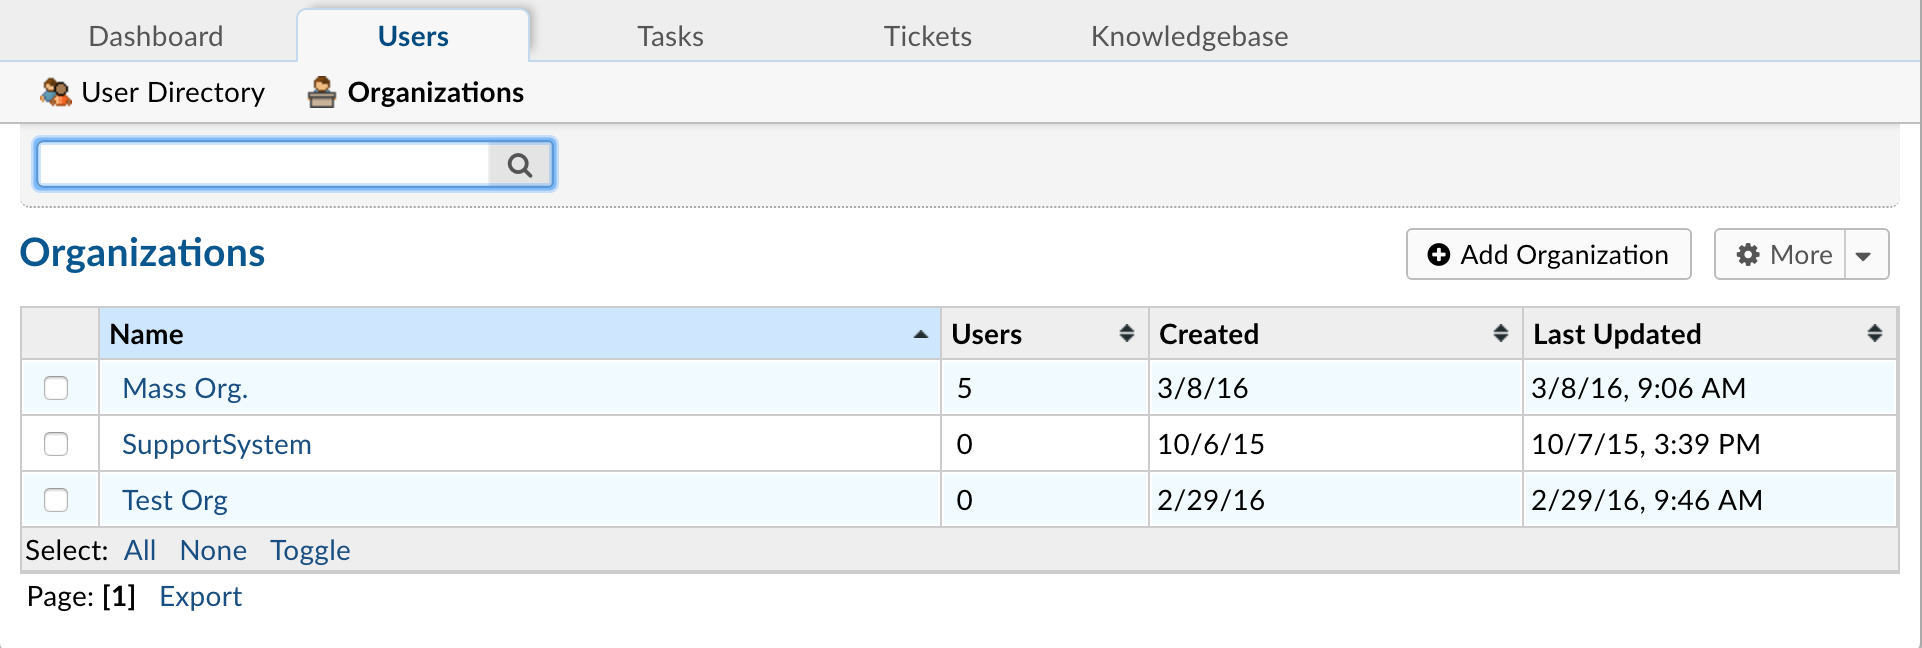 Dashboard Users Tasks Tickets Knowledgebase
User Directory Organizations
Organizations Add Organization More
Name Users Created Last Updated
Mass Org. 5 3/8/16 3/8/16, 9:06 AM
SupportSystem 0 10/6/15 10/7/15, 3:39 PM
Test Org 0 2/29/16 2/29/16, 9:46 AM
Select: All None Toggle
Page: [1] Export